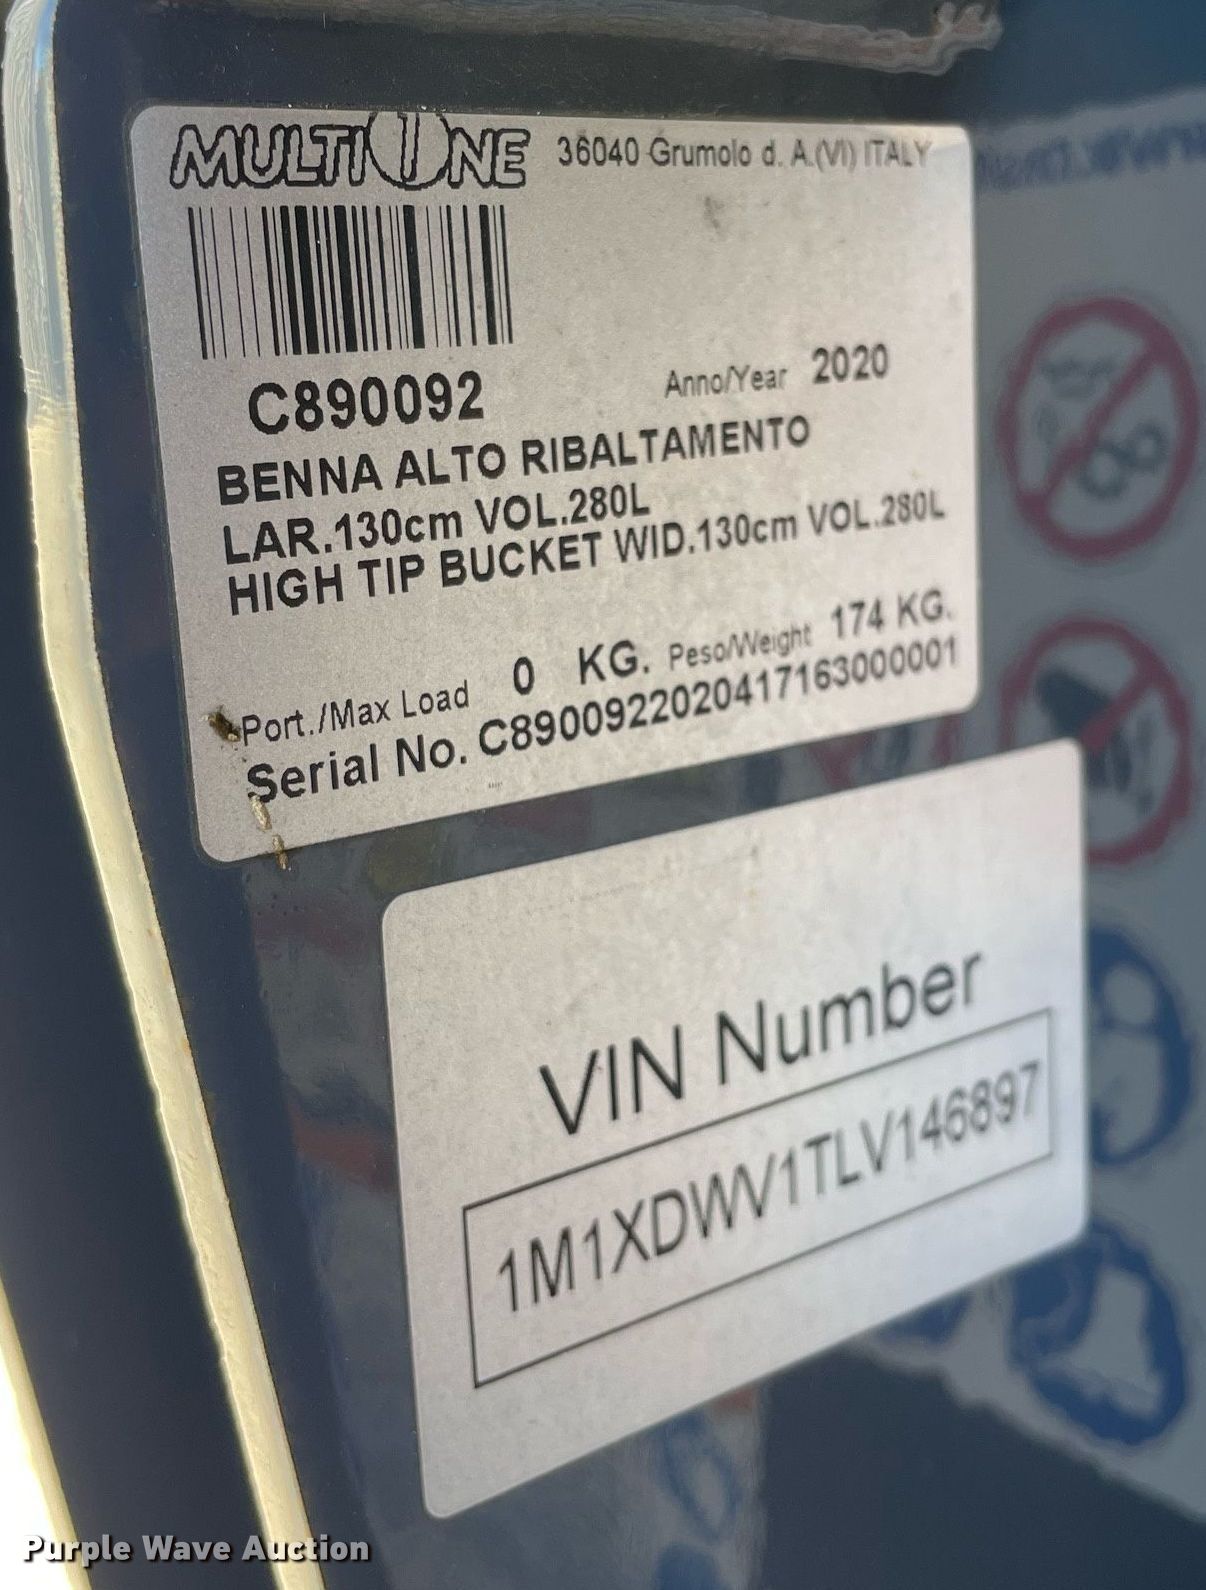 MULTIONE 36040 Grumolo d. A.(VI) ITALY
C890092 Anno/Year 2020
BENNA ALTO RIBALTAMENTO
LAR.130cm VOL.280L
HIGH TIP BUCKET WID.130cm VOL.280L
Port./Max Load 0 KG. Peso/Weight 174 KG.
Serial No. C8900922020417163000001
VIN Number
1M1XDWV1TLV146897
Purple Wave Auction